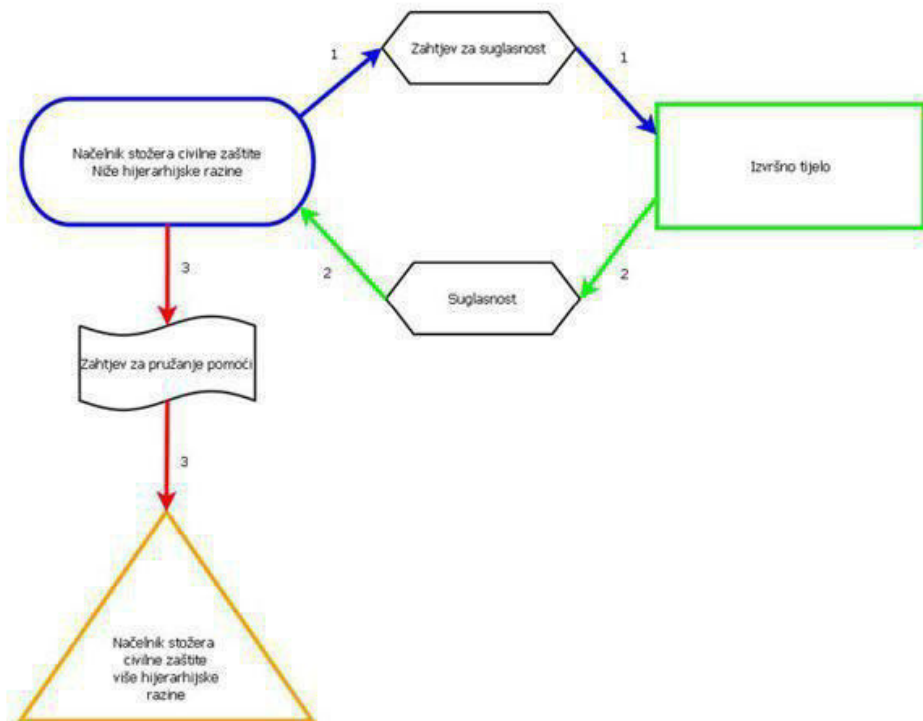 Zahtjev za suglasnost
1
1
Načelnik stožera civilne zaštite
Niže hijerarhijske razine
Izvršno tijelo
3
2
2
Suglasnost
Zahtjev za pružanje pomoći
3
Načelnik stožera
civilne zaštite
više hijerarhijske
razine